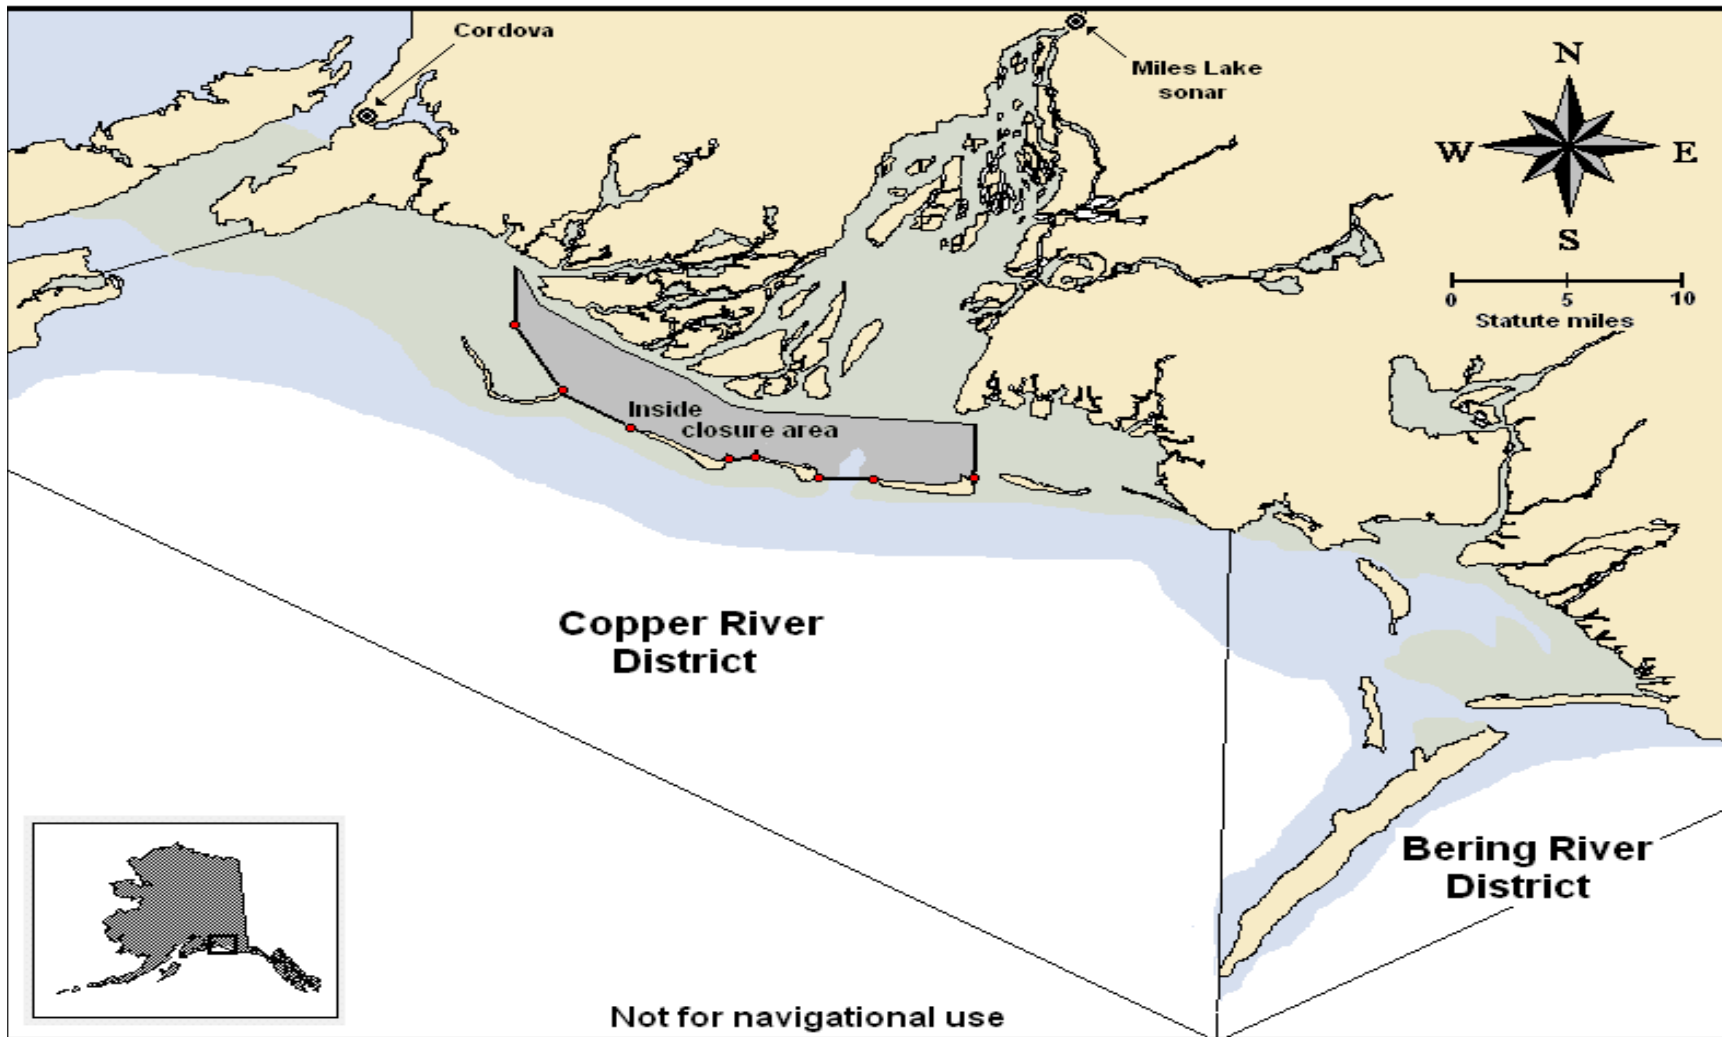 Cordova
Miles Lake
sonar
N
W
E
S
0 5 10
Statute miles
Inside
closure area
Copper River
District
Bering River
District
Not for navigational use